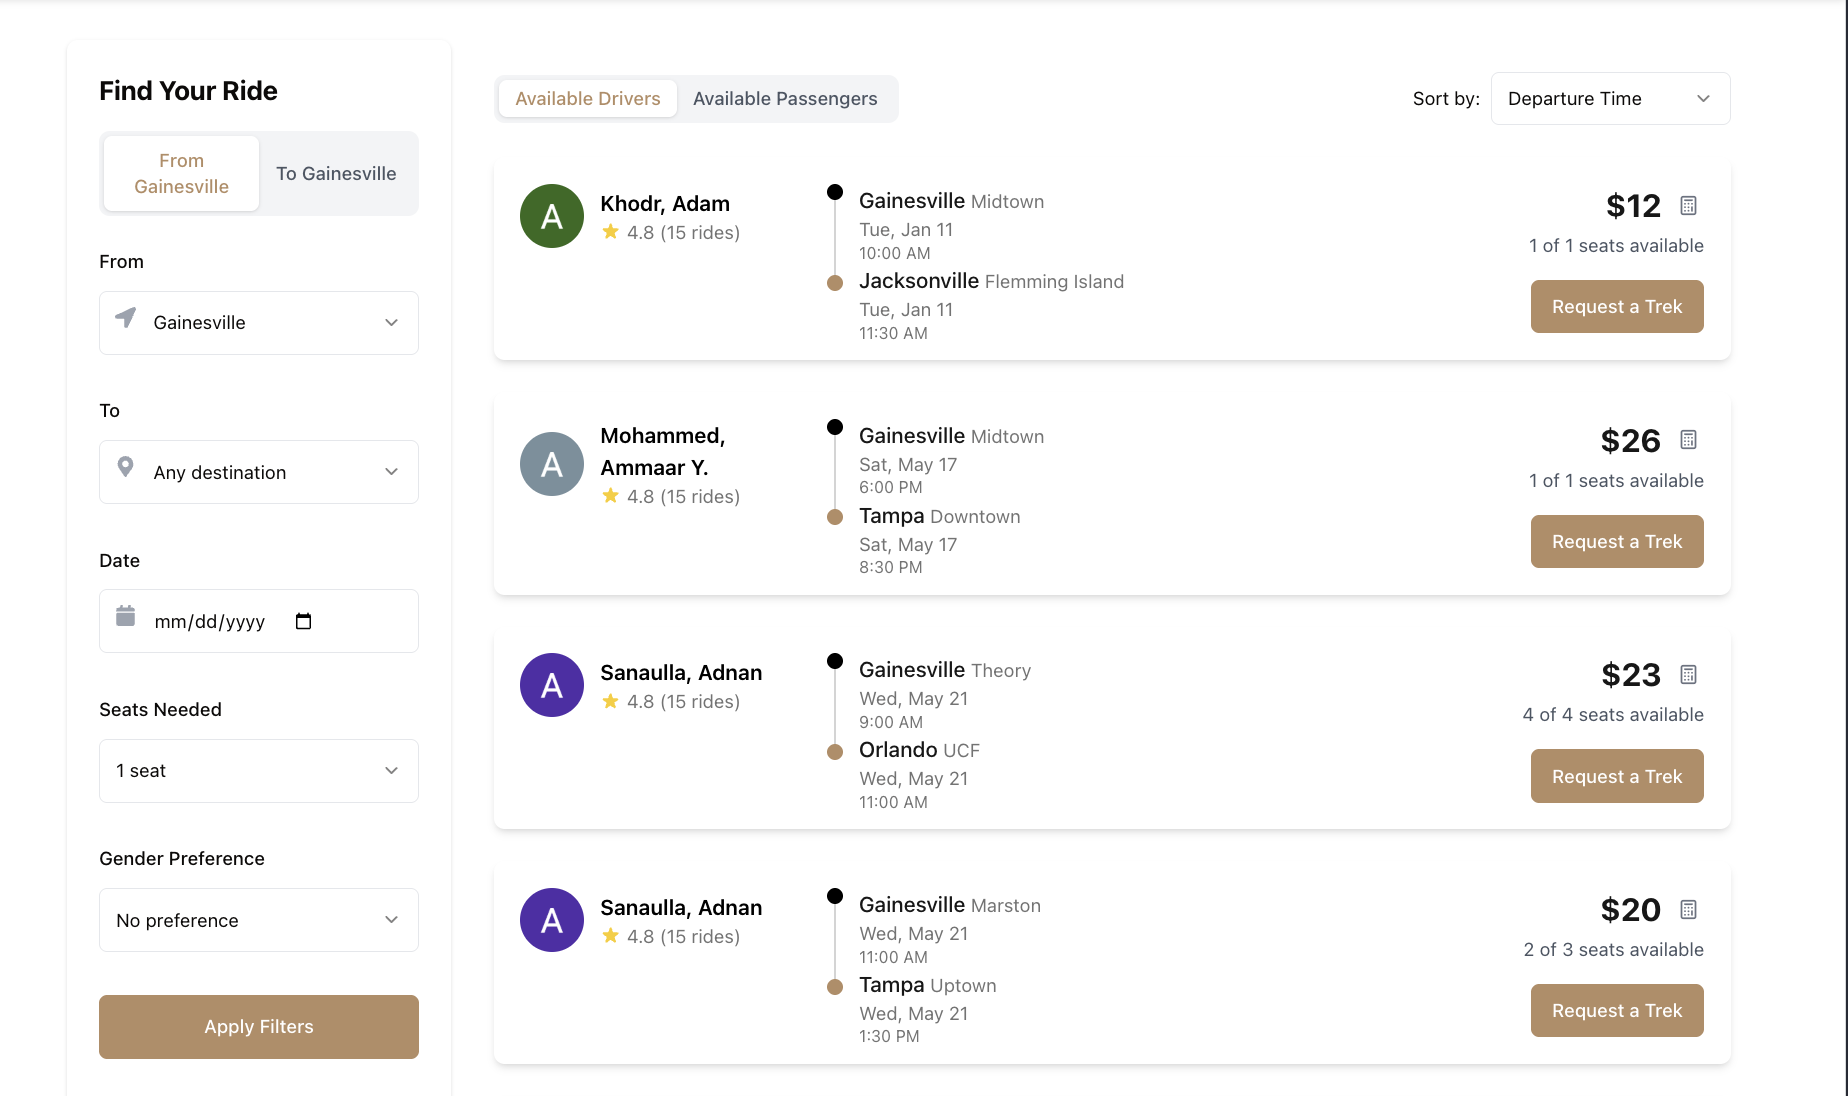 Find Your Ride
From
Gainesville
To Gainesville
From
Gainesville
To
Any destination
Date
mm/dd/yyyy
Seats Needed
1 seat
Gender Preference
No preference
Apply Filters
Available Drivers
Available Passengers
Sort by:
Departure Time
A
Khodr, Adam
4.8 (15 rides)
Gainesville Midtown
Tue, Jan 11
10:00 AM
Jacksonville Flemming Island
Tue, Jan 11
11:30 AM
$12
1 of 1 seats available
Request a Trek
A
Mohammed,
Ammaar Y.
4.8 (15 rides)
Gainesville Midtown
Sat, May 17
6:00 PM
Tampa Downtown
Sat, May 17
8:30 PM
$26
1 of 1 seats available
Request a Trek
A
Sanaulla, Adnan
4.8 (15 rides)
Gainesville Theory
Wed, May 21
9:00 AM
Orlando UCF
Wed, May 21
11:00 AM
$23
4 of 4 seats available
Request a Trek
A
Sanaulla, Adnan
4.8 (15 rides)
Gainesville Marston
Wed, May 21
11:00 AM
Tampa Uptown
Wed, May 21
1:30 PM
$20
2 of 3 seats available
Request a Trek